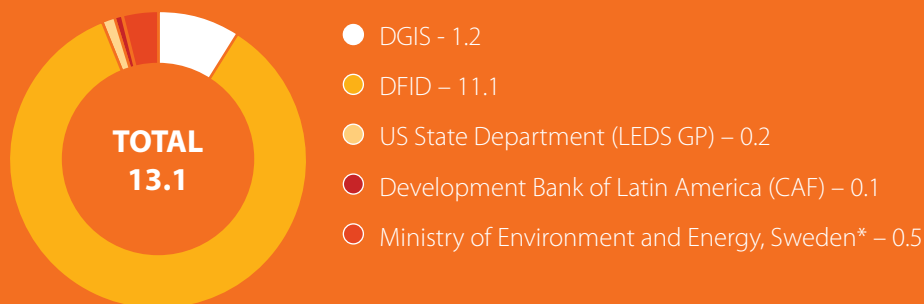 TOTAL
13.1
DGIS - 1.2
DFID – 11.1
US State Department (LEDS GP) – 0.2
Development Bank of Latin America (CAF) – 0.1
Ministry of Environment and Energy, Sweden* – 0.5